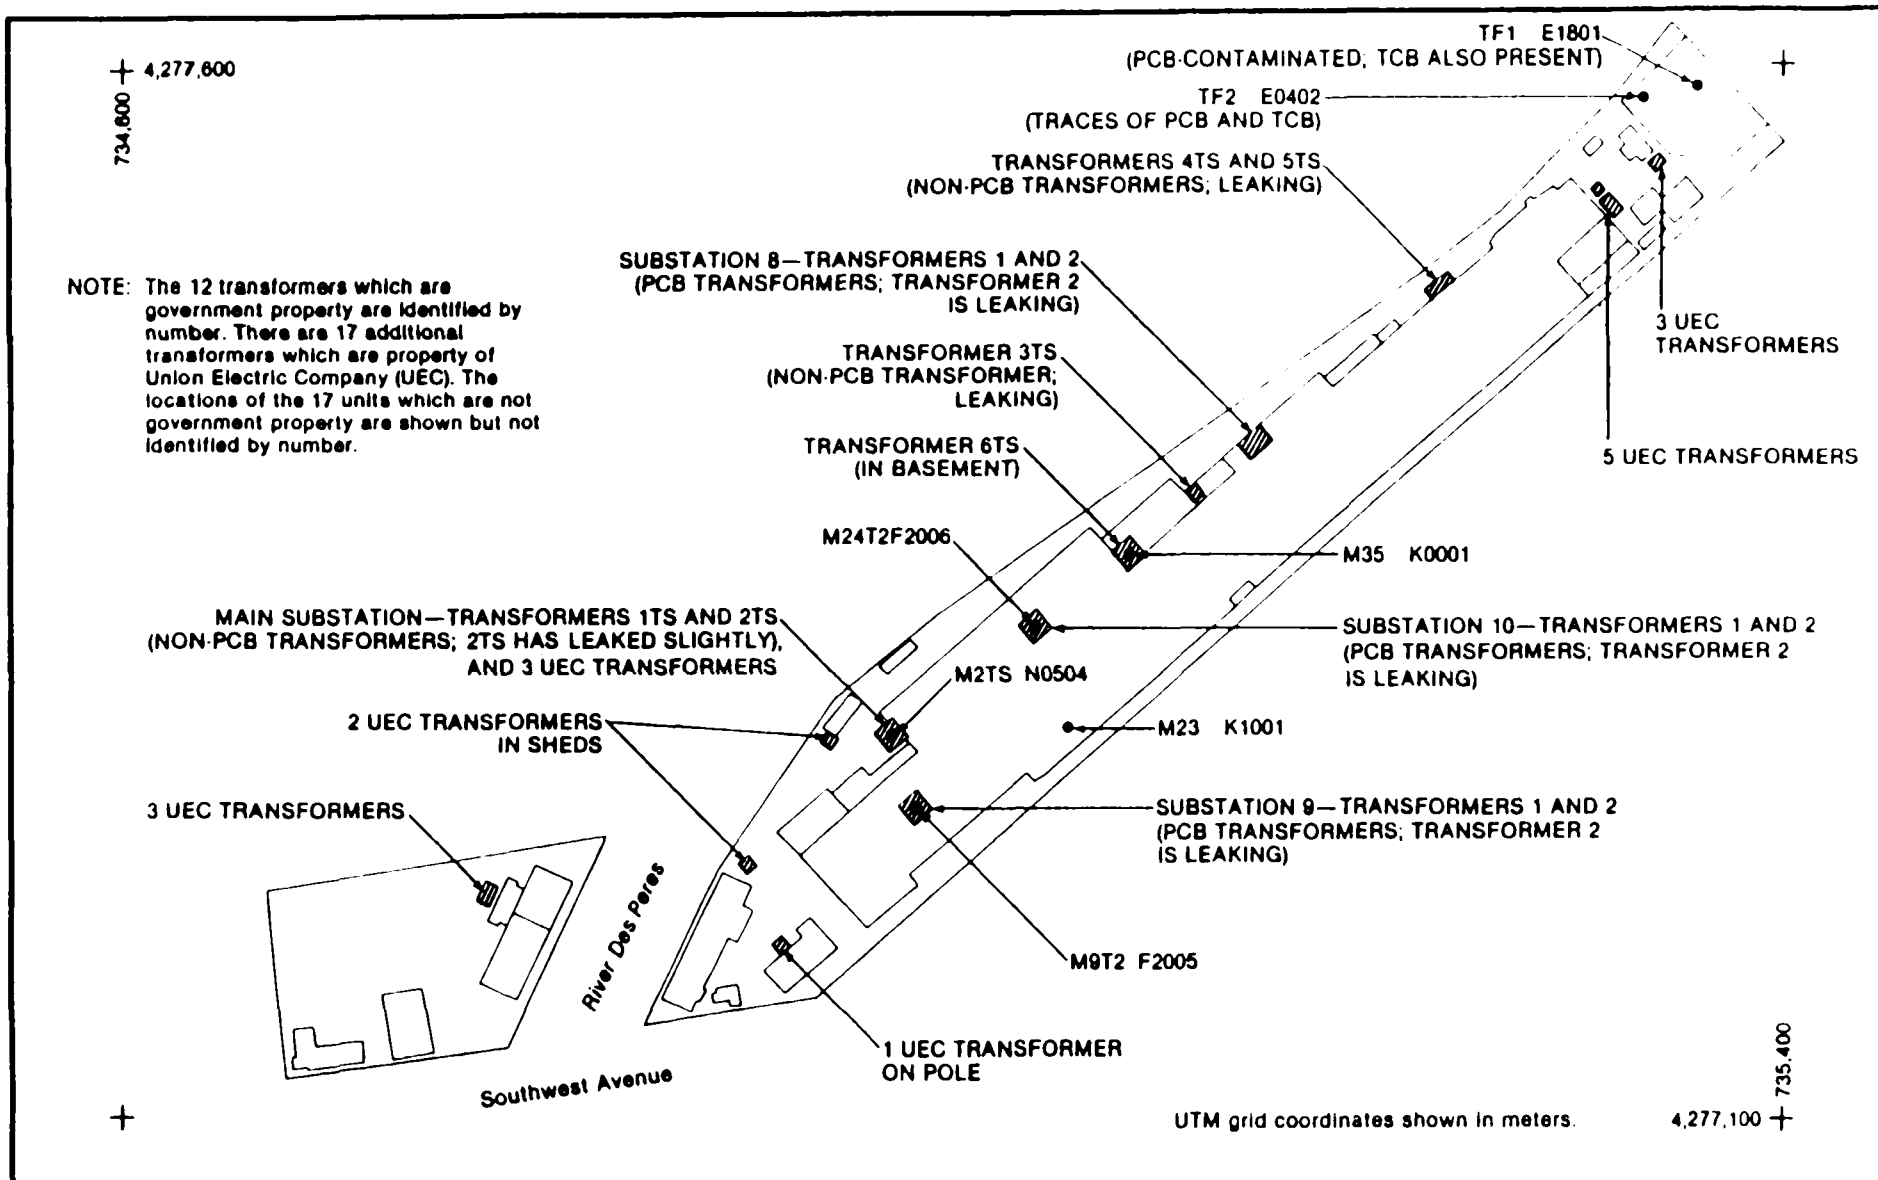 TF1 E1801
(PCB-CONTAMINATED; TCB ALSO PRESENT)
4,277,600
734,600
TF2 E0402
(TRACES OF PCB AND TCB)
TRANSFORMERS 4TS AND 5TS
(NON-PCB TRANSFORMERS; LEAKING)
SUBSTATION 8—TRANSFORMERS 1 AND 2
(PCB TRANSFORMERS; TRANSFORMER 2
IS LEAKING)
NOTE: The 12 transformers which are
government property are identified by
number. There are 17 additional
transformers which are property of
Union Electric Company (UEC). The
locations of the 17 units which are not
government property are shown but not
identified by number.
3 UEC
TRANSFORMERS
TRANSFORMER 3TS
(NON-PCB TRANSFORMER;
LEAKING)
TRANSFORMER 6TS
(IN BASEMENT)
5 UEC TRANSFORMERS
M24T2F2006
M35 K0001
MAIN SUBSTATION—TRANSFORMERS 1TS AND 2TS
(NON-PCB TRANSFORMERS; 2TS HAS LEAKED SLIGHTLY),
AND 3 UEC TRANSFORMERS
SUBSTATION 10—TRANSFORMERS 1 AND 2
(PCB TRANSFORMERS; TRANSFORMER 2
IS LEAKING)
M2TS N0504
2 UEC TRANSFORMERS
IN SHEDS
M23 K1001
3 UEC TRANSFORMERS
SUBSTATION 9—TRANSFORMERS 1 AND 2
(PCB TRANSFORMERS; TRANSFORMER 2
IS LEAKING)
River Des Peres
M9T2 F2005
1 UEC TRANSFORMER
ON POLE
Southwest Avenue
735,400
UTM grid coordinates shown in meters.
4,277,100